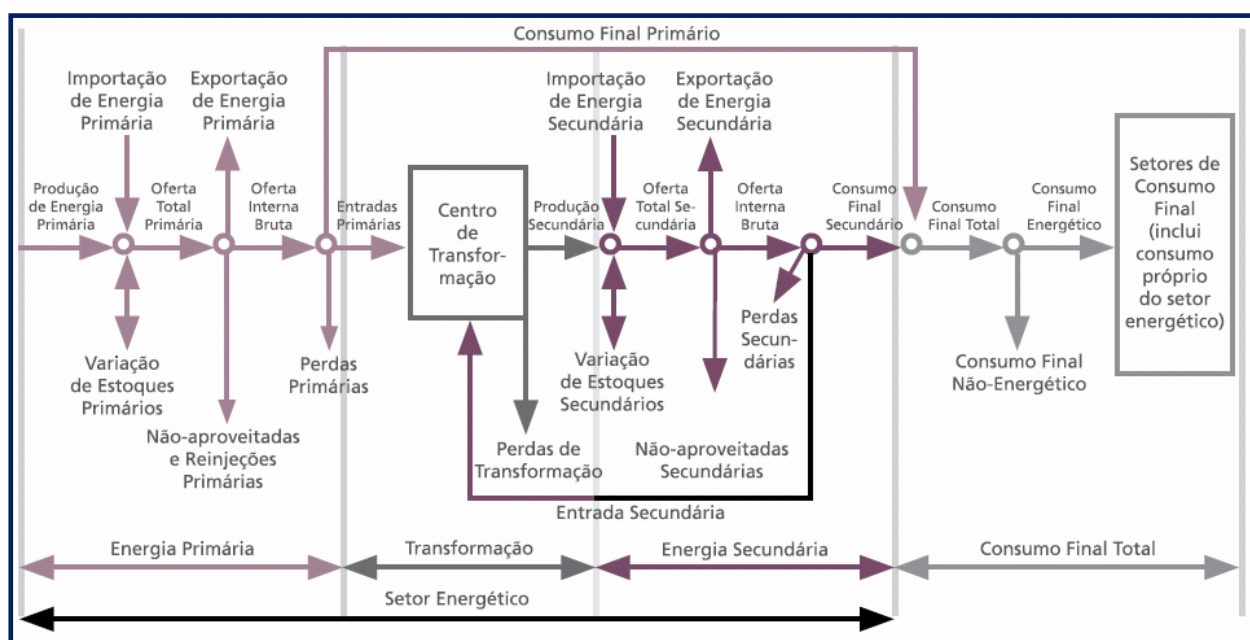 Consumo Final Primário
Importação
de Energia
Primária
Exportação
de Energia
Primária
Importação
de Energia
Secundária
Exportação
de Energia
Secundária
Produção
de Energia
Primária
Oferta
Total
Primária
Oferta
Interna
Bruta
Entradas
Primárias
Centro
de
Transfor-
mação
Produção
Secundária
Oferta
Total Se-
cundária
Oferta
Interna
Bruta
Consumo
Final
Secundário
Consumo
Final Total
Consumo
Final
Energético
Setores de
Consumo
Final
(inclui
consumo
próprio
do setor
energético)
Variação
de Estoques
Primários
Perdas
Primárias
Não-aproveitadas
e Reinjeções
Primárias
Perdas de
Transformação
Variação
de Estoques
Secundários
Perdas
Secun-
dárias
Não-aproveitadas
Secundárias
Consumo Final
Não-Energético
Entrada Secundária
Energia Primária
Transformação
Energia Secundária
Consumo Final Total
Setor Energético